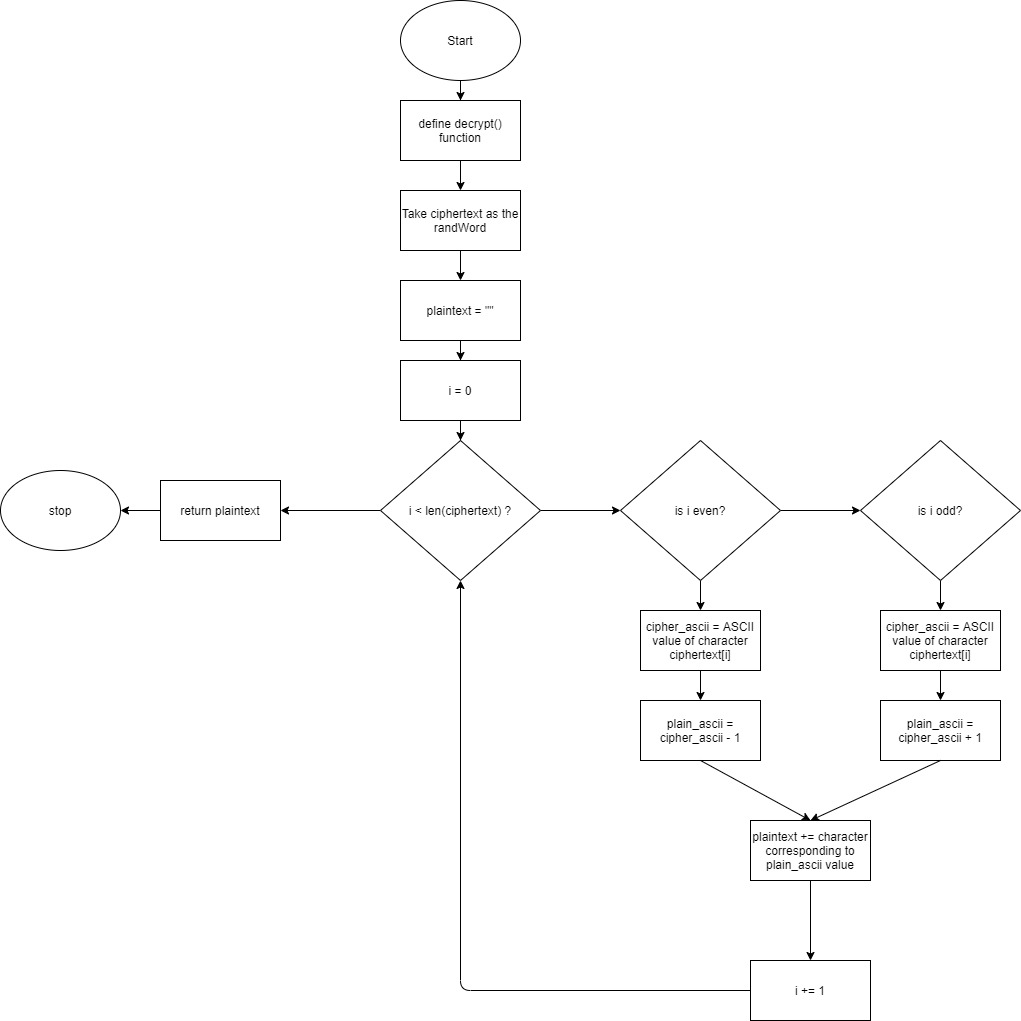 Start
define decrypt()
function
Take ciphertext as the
randWord
plaintext = ""
i = 0
i < len(ciphertext) ?
return plaintext
stop
is i even?
is i odd?
cipher_ascii = ASCII
value of character
ciphertext[i]
cipher_ascii = ASCII
value of character
ciphertext[i]
plain_ascii =
cipher_ascii - 1
plain_ascii =
cipher_ascii + 1
plaintext += character
corresponding to
plain_ascii value
i += 1